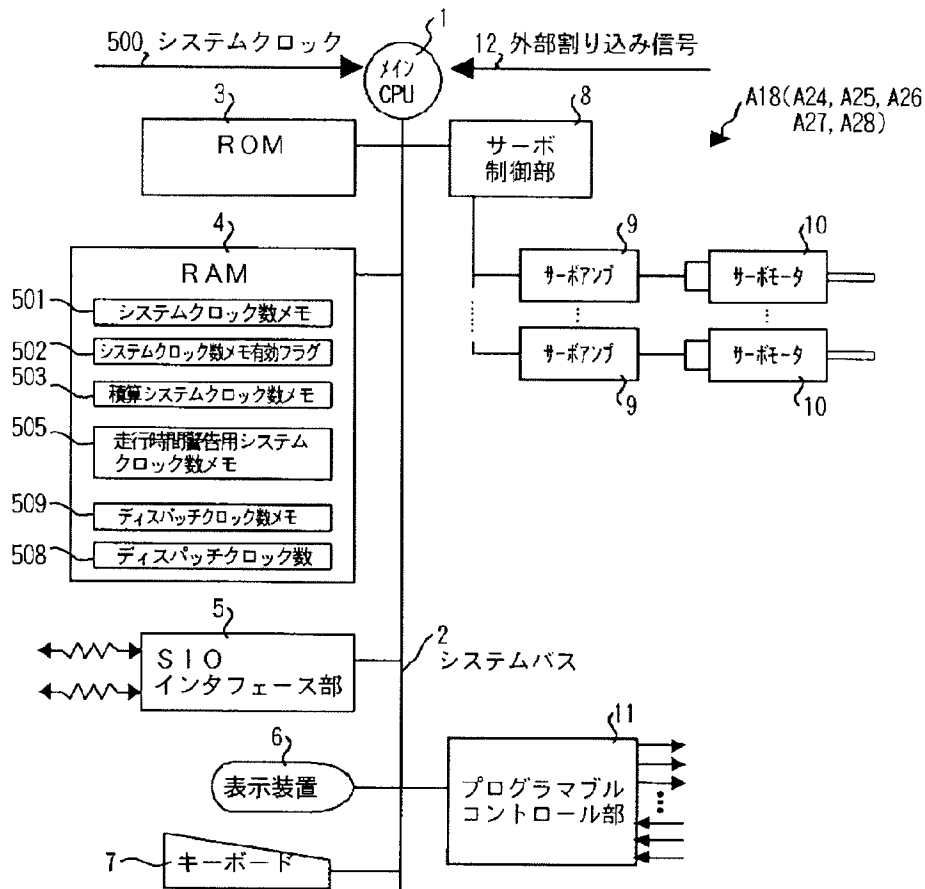 1
500 システムクロック
12 外部割り込み信号
メイン
CPU
A18(A24, A25, A26
A27, A28)
3
ROM
8
サーボ
制御部
4
RAM
501
システムクロック数メモ
502
システムクロック数メモ有効フラグ
503
積算システムクロック数メモ
505
走行時間警告用システム
クロック数メモ
509
ディスパッチクロック数メモ
508
ディスパッチクロック数
9
サーボアンプ
10
サーボモータ
サーボアンプ
9
サーボモータ
10
5
SIO
インタフェース部
2
システムバス
6
表示装置
11
プログラマブル
コントロール部
7
キーボード